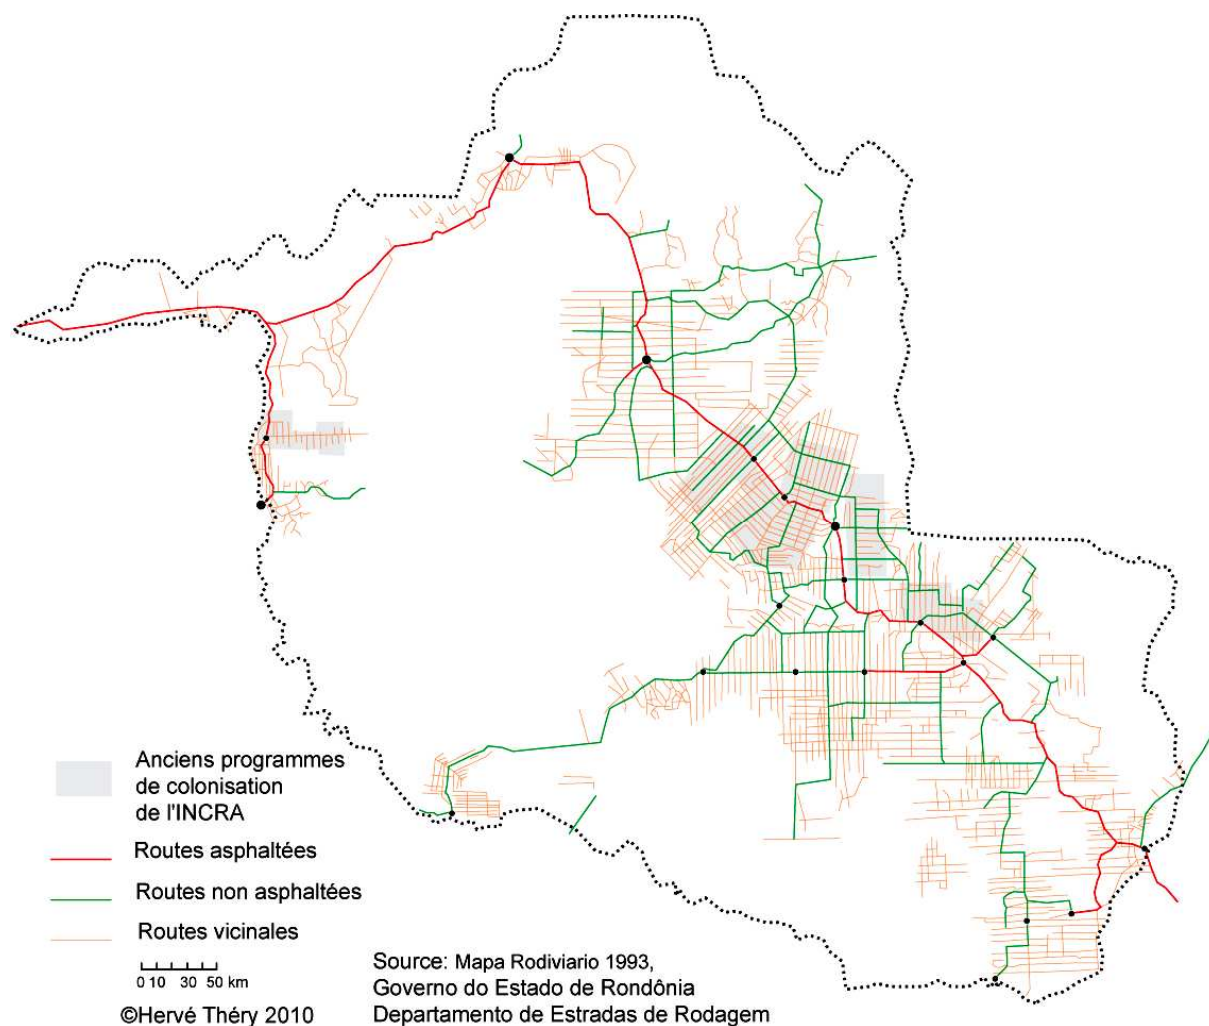 Anciens programmes
de colonisation
de l'INCRA
Routes asphaltées
Routes non asphaltées
Routes vicinales
0 10 30 50 km
©Hervé Théry 2010
Source: Mapa Rodiviario 1993,
Governo do Estado de Rondônia
Departamento de Estradas de Rodagem